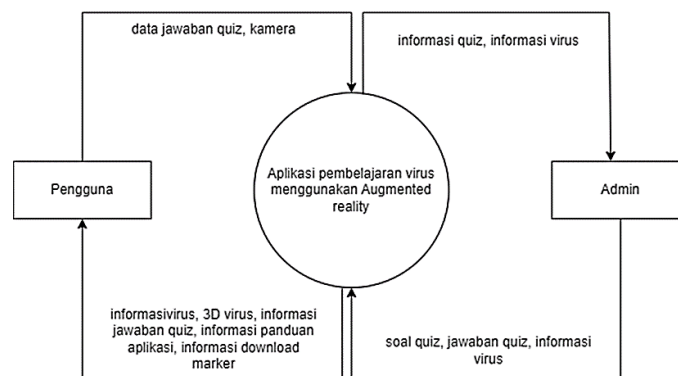 data jawaban quiz, kamera
informasi quiz, informasi virus
Pengguna
Aplikasi pembelajaran virus
menggunakan Augmented
reality
Admin
informasivirus, 3D virus, informasi
jawaban quiz, informasi panduan
aplikasi, informasi download
marker
soal quiz, jawaban quiz, informasi
virus